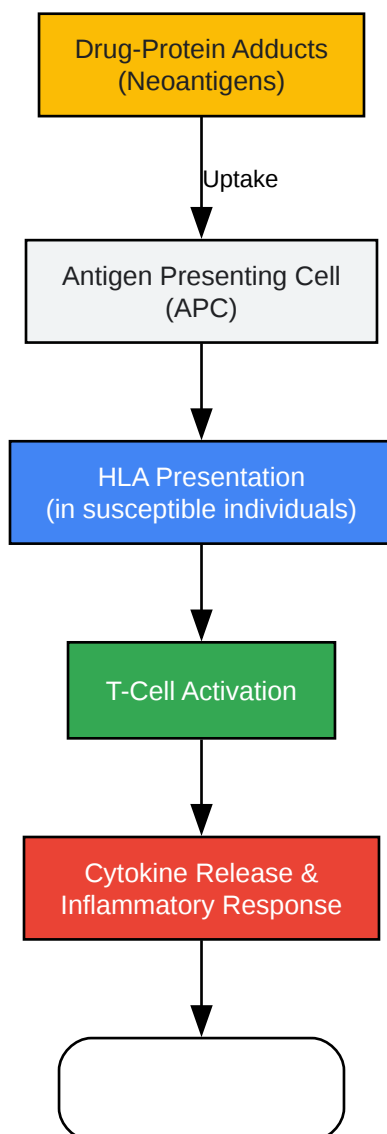 Drug-Protein Adducts
(Neoantigens)
Uptake
Antigen Presenting Cell
(APC)
HLA Presentation
(in susceptible individuals)
T-Cell Activation
Cytokine Release &
Inflammatory Response